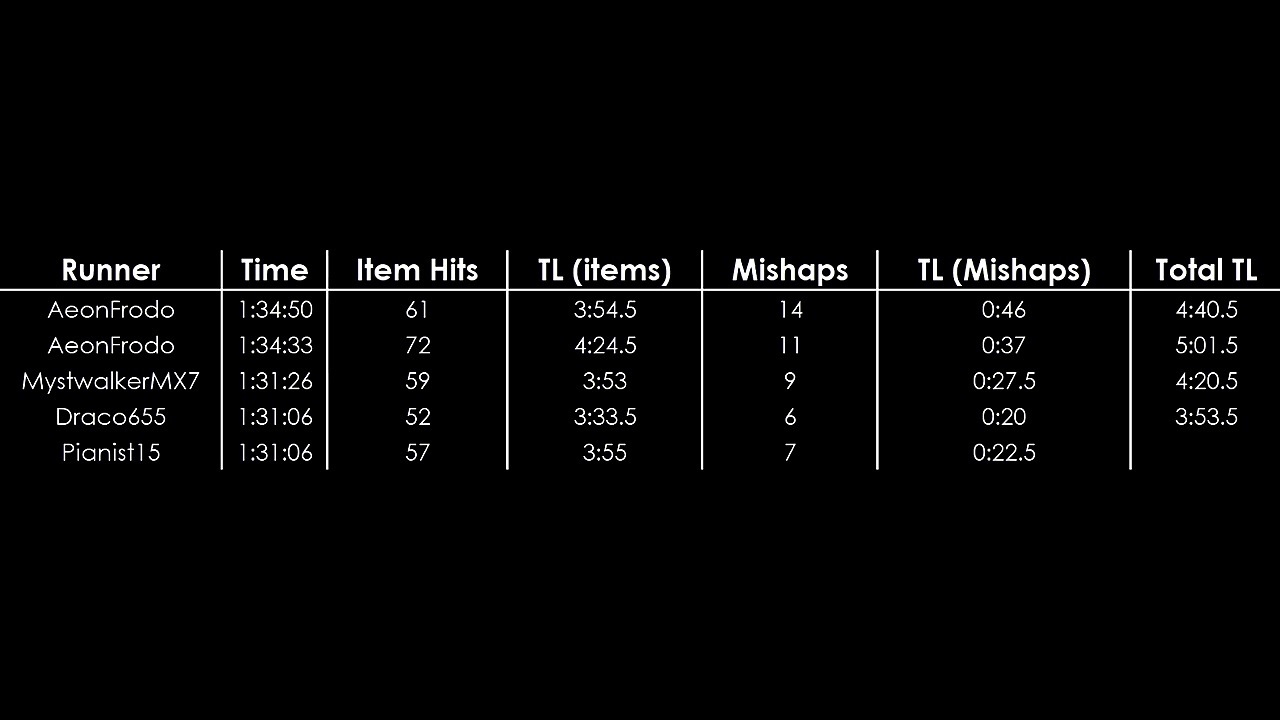 Runner Time Item Hits TL (items) Mishaps TL (Mishaps) Total TL
AeonFrodo 1:34:50 61 3:54.5 14 0:46 4:40.5
AeonFrodo 1:34:33 72 4:24.5 11 0:37 5:01.5
MystwalkerMX7 1:31:26 59 3:53 9 0:27.5 4:20.5
Draco655 1:31:06 52 3:33.5 6 0:20 3:53.5
Pianist15 1:31:06 57 3:55 7 0:22.5